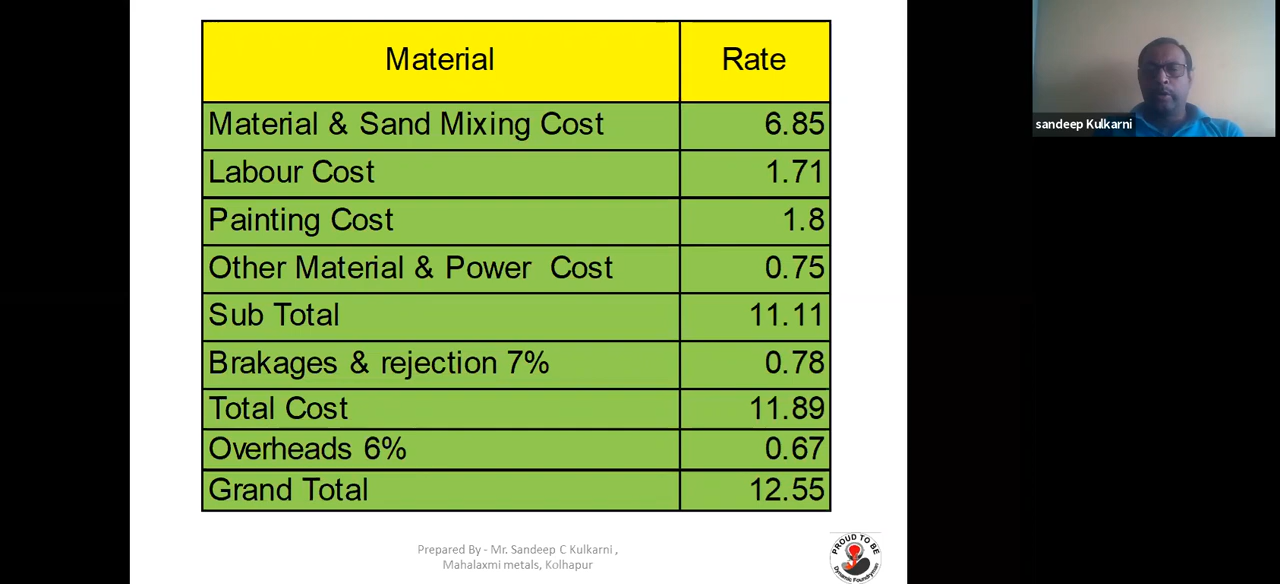 Material Rate
Material & Sand Mixing Cost 6.85
Labour Cost 1.71
Painting Cost 1.8
Other Material & Power Cost 0.75
Sub Total 11.11
Brakages & rejection 7% 0.78
Total Cost 11.89
Overheads 6% 0.67
Grand Total 12.55
Prepared By - Mr. Sandeep C Kulkarni ,
Mahalaxmi metals, Kolhapur
PROUD TO BE
Dynamic Foundrymen
sandeep Kulkarni